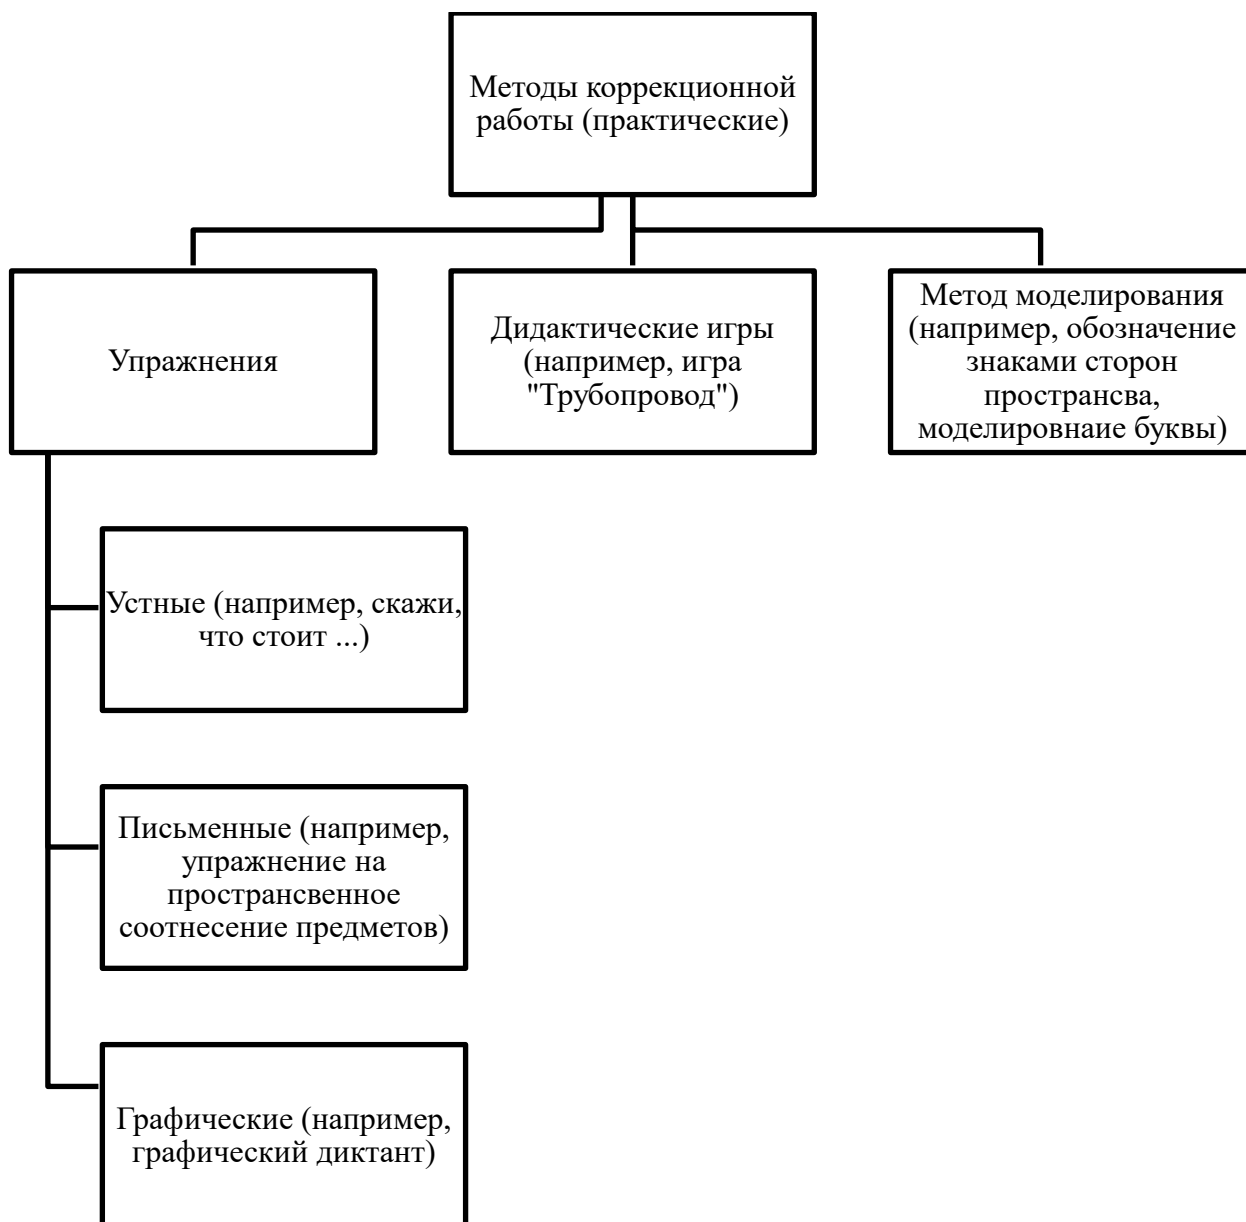 Методы коррекционной
работы (практические)
Упражнения
Дидактические игры
(например, игра
"Трубопровод")
Метод моделирования
(например, обозначение
знаками сторон
пространсва,
моделировнаие буквы)
Устные (например, скажи,
что стоит ...)
Письменные (например,
упражнение на
пространсвенное
соотнесение предметов)
Графические (например,
графический диктант)